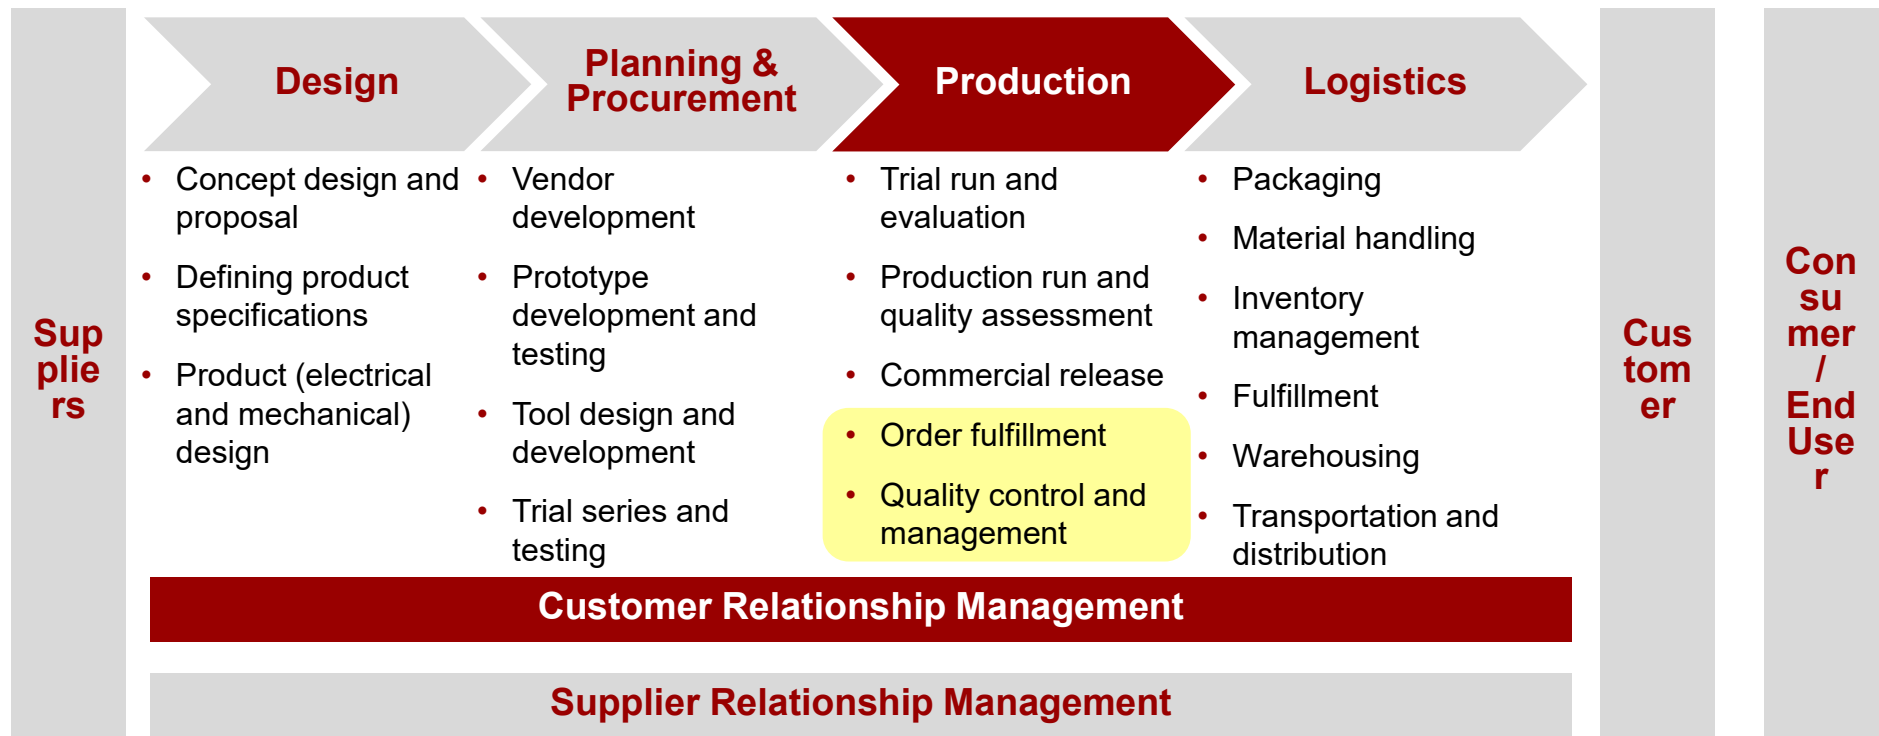 Suppliers
Design
Planning &
Procurement
Production
Logistics
• Concept design and
proposal
• Defining product
specifications
• Product (electrical
and mechanical)
design
• Vendor
development
• Prototype
development and
testing
• Tool design and
development
• Trial series and
testing
• Trial run and
evaluation
• Production run and
quality assessment
• Commercial release
• Order fulfillment
• Quality control and
management
• Packaging
• Material handling
• Inventory
management
• Fulfillment
• Warehousing
• Transportation and
distribution
Customer Relationship Management
Supplier Relationship Management
Cus
tom
er
Con
su
mer
/
End
Use
r